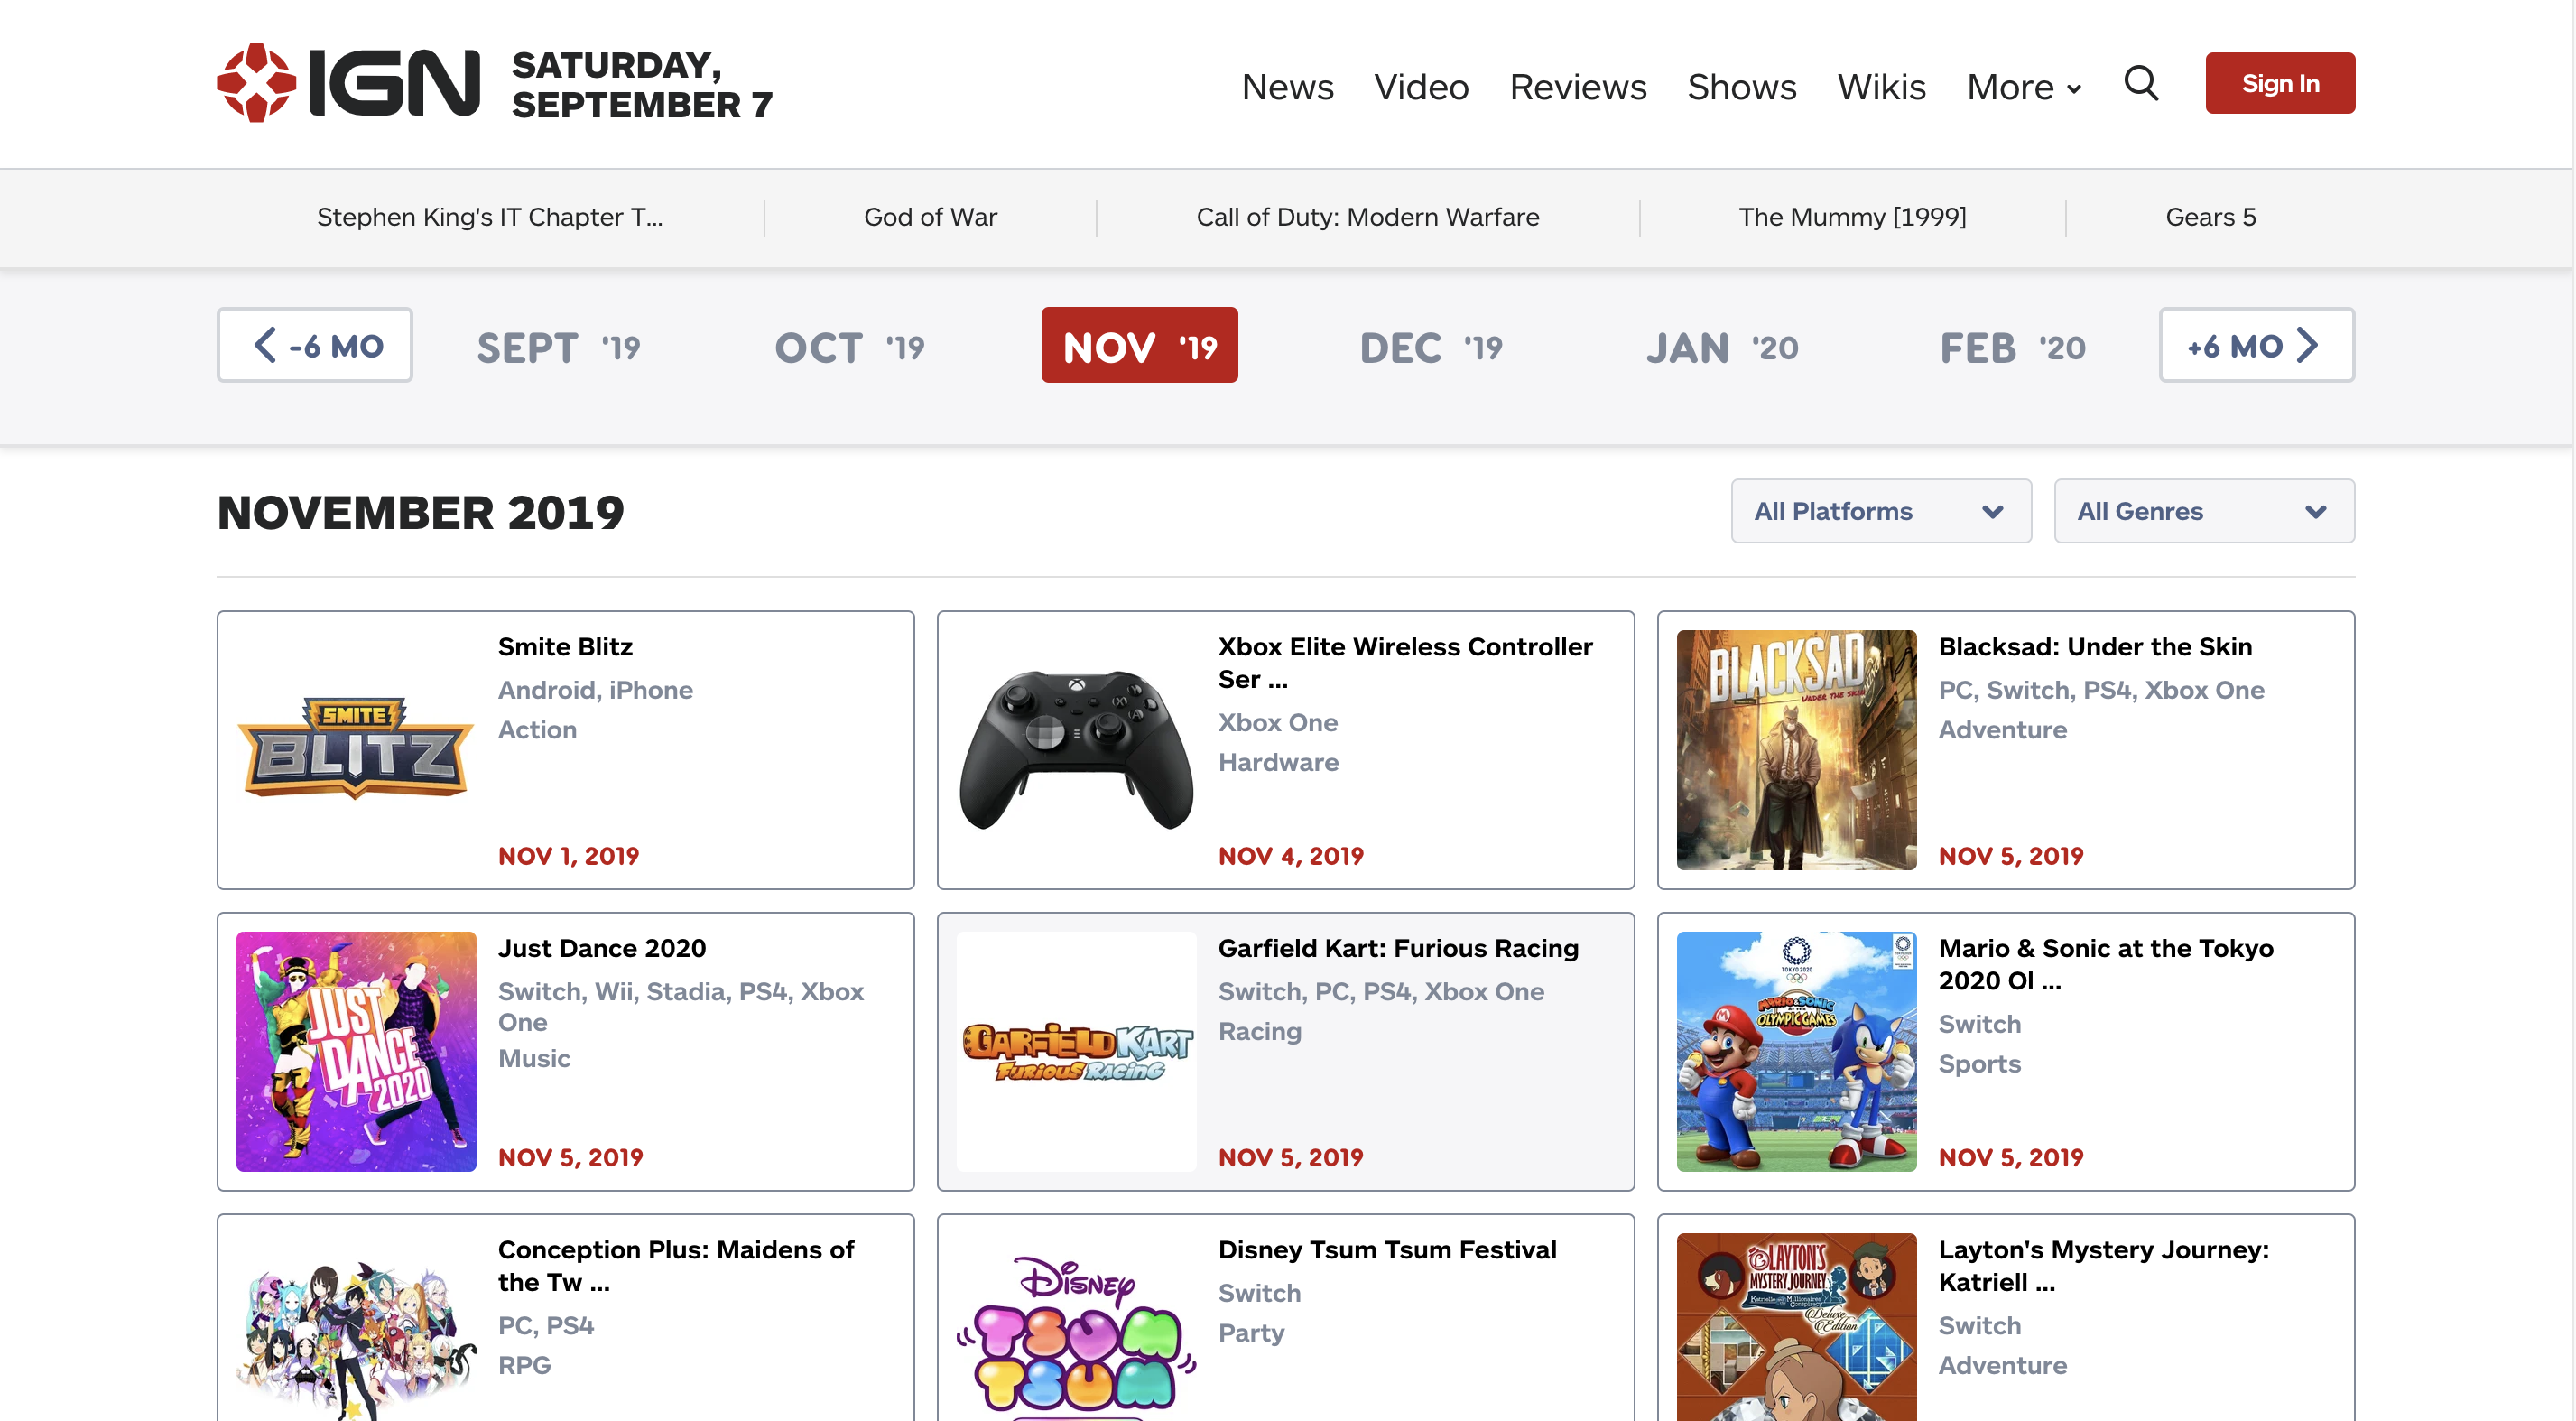 IGN
SATURDAY,
SEPTEMBER 7
News Video Reviews Shows Wikis More Sign In
Stephen King's IT Chapter T... God of War Call of Duty: Modern Warfare The Mummy [1999] Gears 5
-6 MO SEPT '19 OCT '19 NOV '19 DEC '19 JAN '20 FEB '20 +6 MO
NOVEMBER 2019 All Platforms All Genres
SMITE
BLITZ
Smite Blitz
Android, iPhone
Action
NOV 1, 2019
Xbox Elite Wireless Controller
Ser ...
Xbox One
Hardware
NOV 4, 2019
BLACKSAD
UNDER THE SKIN
Blacksad: Under the Skin
PC, Switch, PS4, Xbox One
Adventure
NOV 5, 2019
JUST
DANCE
2020
Just Dance 2020
Switch, Wii, Stadia, PS4, Xbox
One
Music
NOV 5, 2019
GARFIELD KART
FURIOUS RACING
Garfield Kart: Furious Racing
Switch, PC, PS4, Xbox One
Racing
NOV 5, 2019
TOKYO 2020
MARIO & SONIC
OLYMPIC GAMES
Mario & Sonic at the Tokyo
2020 Ol ...
Switch
Sports
NOV 5, 2019
Conception Plus: Maidens of
the Tw ...
PC, PS4
RPG
Disney
TSUM
TSUM
Disney Tsum Tsum Festival
Switch
Party
LAYTON'S
MYSTERY JOURNEY
Deluxe
Edition
Layton's Mystery Journey:
Katriell ...
Switch
Adventure